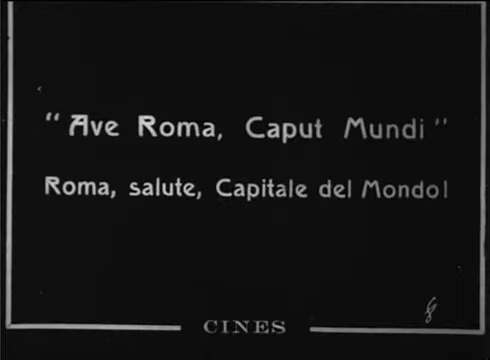 "Ave Roma, Caput Mundi"
Roma, salute, Capitale del Mondo!
CINES